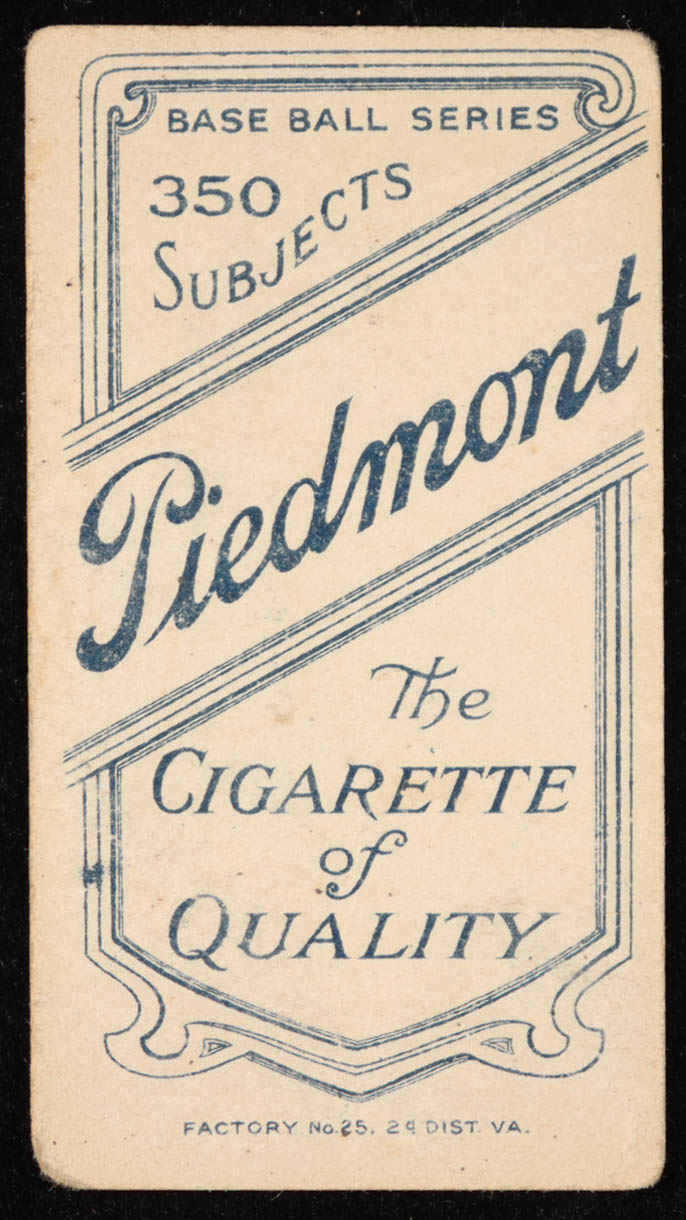 BASE BALL SERIES
350
SUBJECTS
Piedmont
The
CIGARETTE
of
QUALITY.
FACTORY No. 25. 2d DIST. VA.